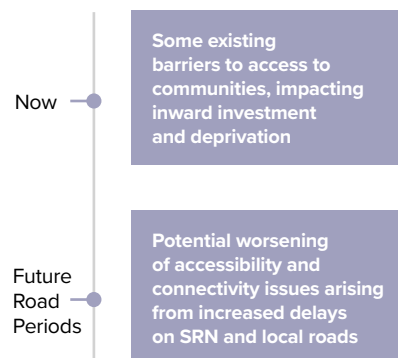 Now
Some existing
barriers to access to
communities, impacting
inward investment
and deprivation
Future
Road
Periods
Potential worsening
of accessibility and
connectivity issues arising
from increased delays
on SRN and local roads